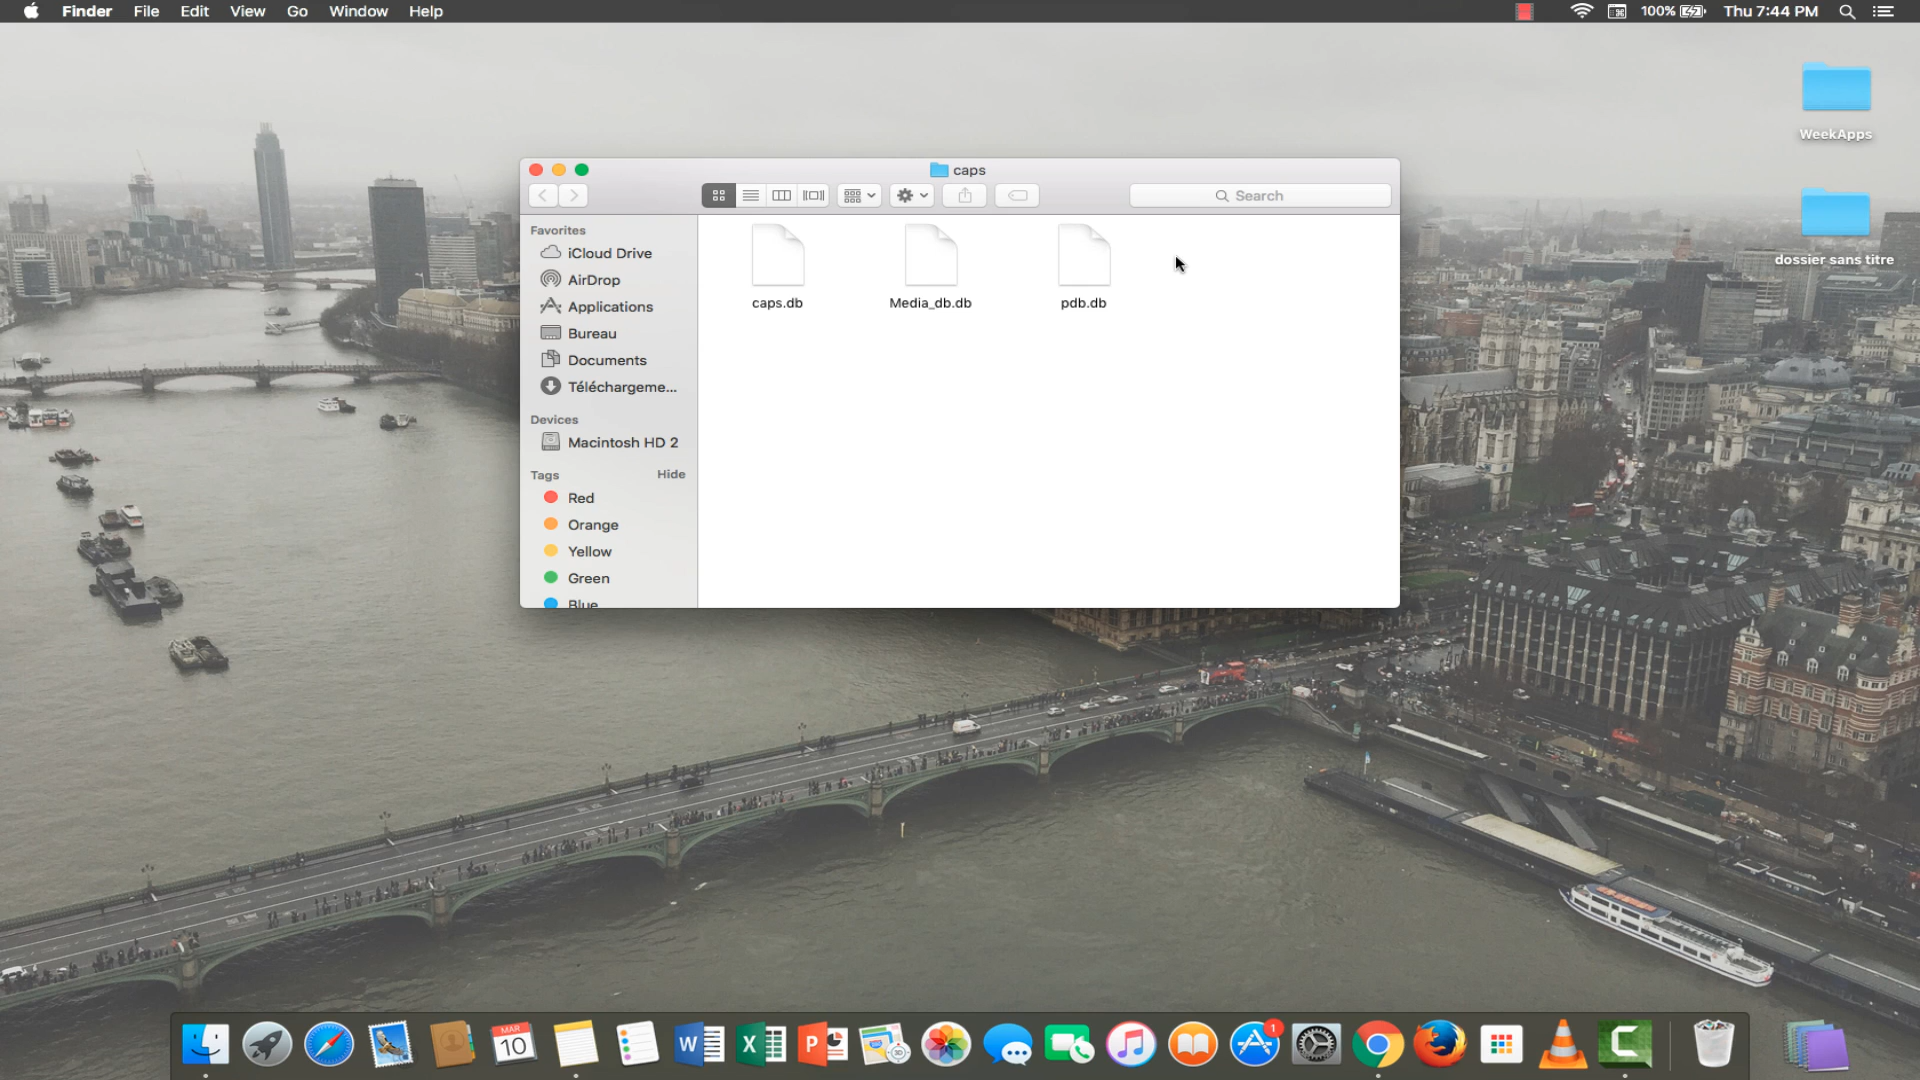 Finder File Edit View Go Window Help
100% Thu 7:44 PM
WeekApps
dossier sans titre
caps
Search
Favorites
iCloud Drive
AirDrop
Applications
Bureau
Documents
Téléchargeme...
Devices
Macintosh HD 2
Tags Hide
Red
Orange
Yellow
Green
Blue
caps.db Media_db.db pdb.db
MAR
10
W X P
3D
1
C